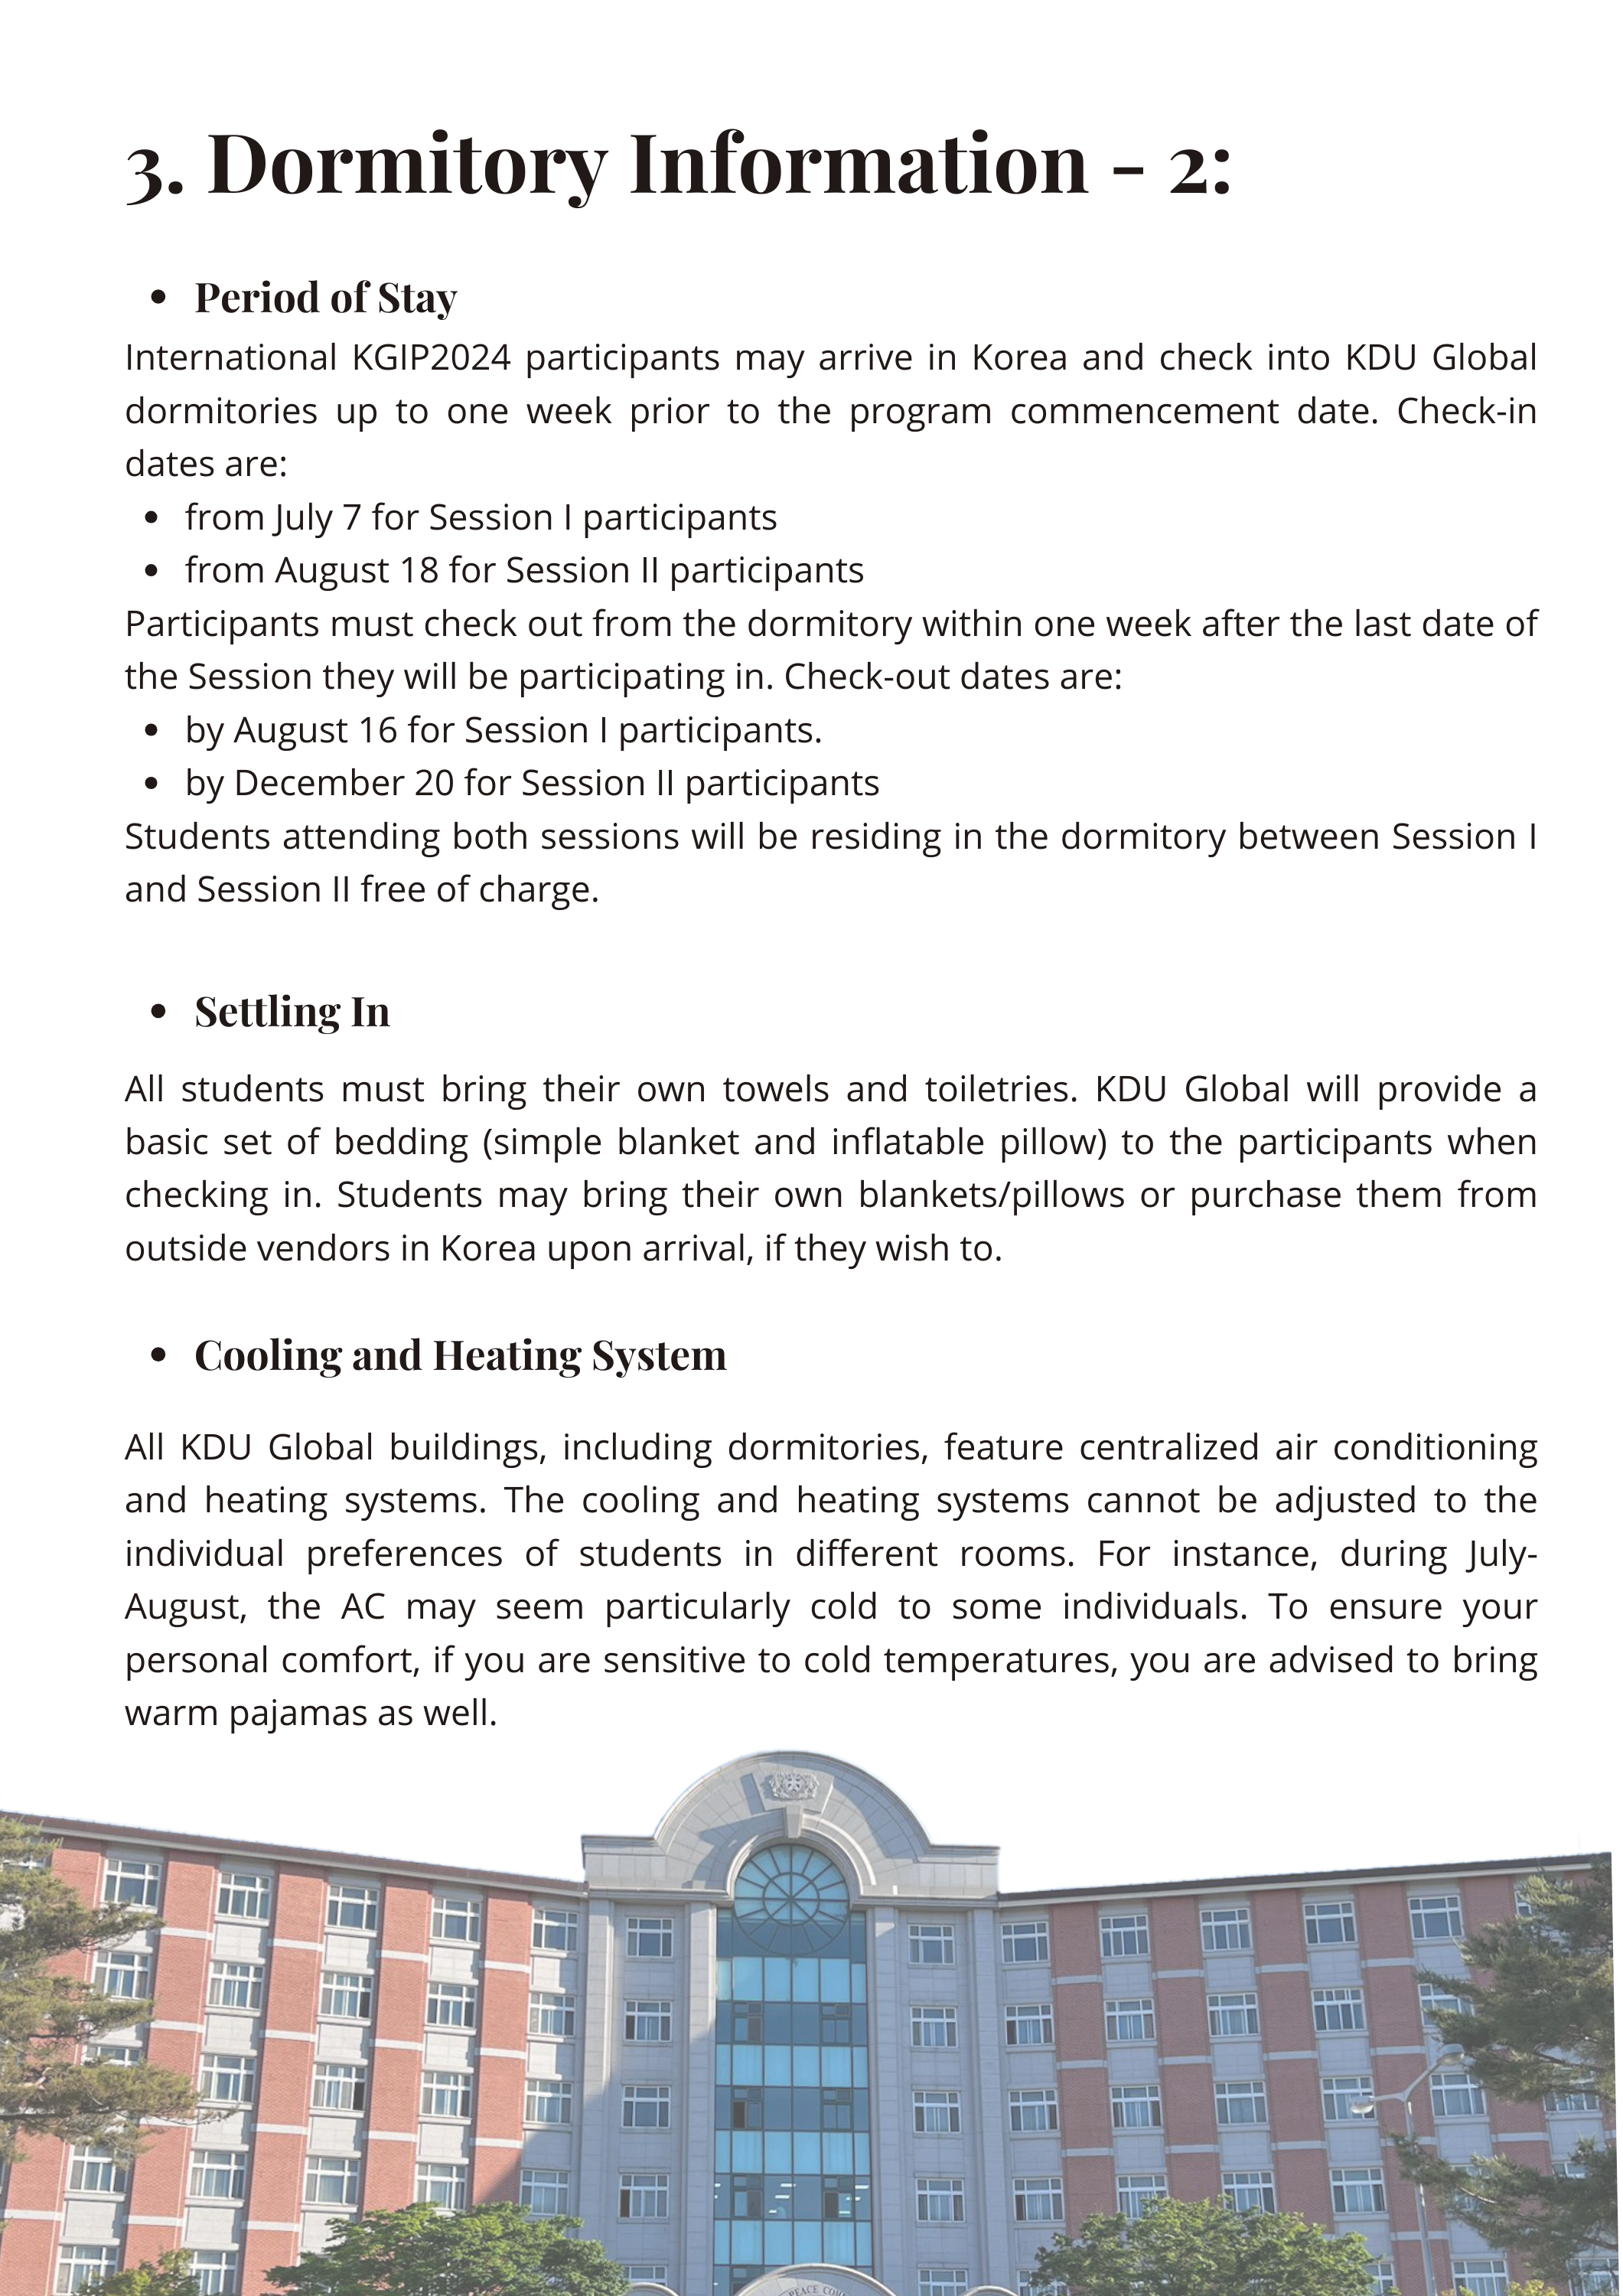 3. Dormitory Information - 2:
• Period of Stay
International KGIP2024 participants may arrive in Korea and check into KDU Global
dormitories up to one week prior to the program commencement date. Check-in
dates are:
• from July 7 for Session I participants
• from August 18 for Session II participants
Participants must check out from the dormitory within one week after the last date of
the Session they will be participating in. Check-out dates are:
• by August 16 for Session I participants.
• by December 20 for Session II participants
Students attending both sessions will be residing in the dormitory between Session I
and Session II free of charge.
• Settling In
All students must bring their own towels and toiletries. KDU Global will provide a
basic set of bedding (simple blanket and inflatable pillow) to the participants when
checking in. Students may bring their own blankets/pillows or purchase them from
outside vendors in Korea upon arrival, if they wish to.
• Cooling and Heating System
All KDU Global buildings, including dormitories, feature centralized air conditioning
and heating systems. The cooling and heating systems cannot be adjusted to the
individual preferences of students in different rooms. For instance, during July-
August, the AC may seem particularly cold to some individuals. To ensure your
personal comfort, if you are sensitive to cold temperatures, you are advised to bring
warm pajamas as well.
PEACE